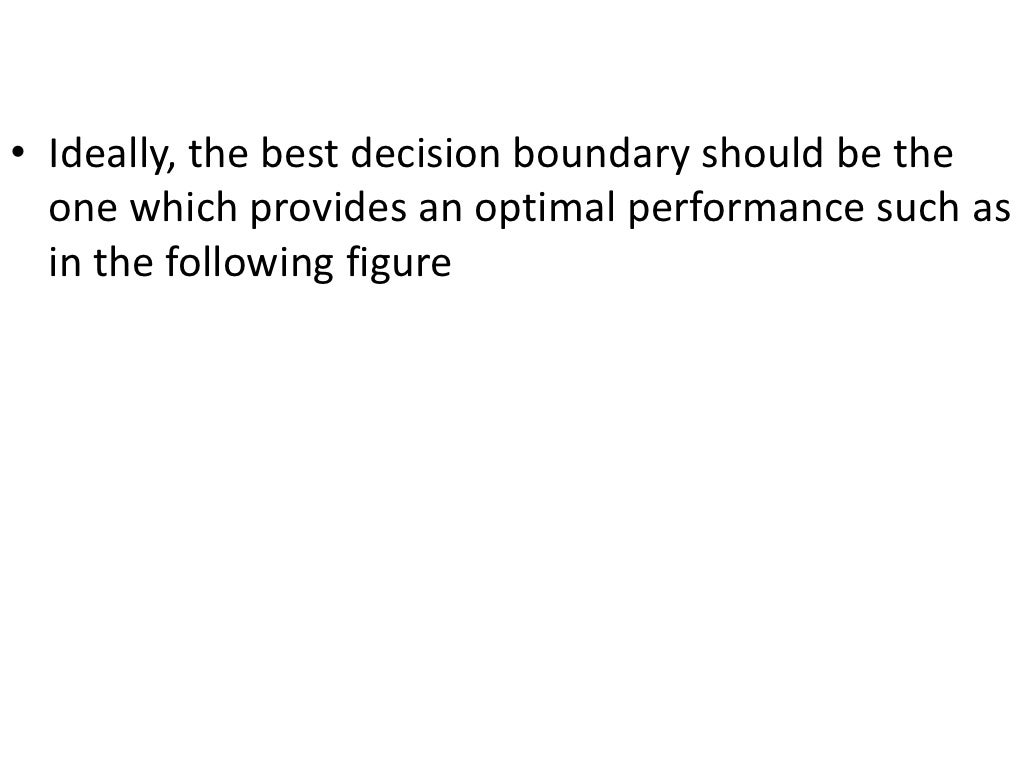 • Ideally, the best decision boundary should be the
one which provides an optimal performance such as
in the following figure